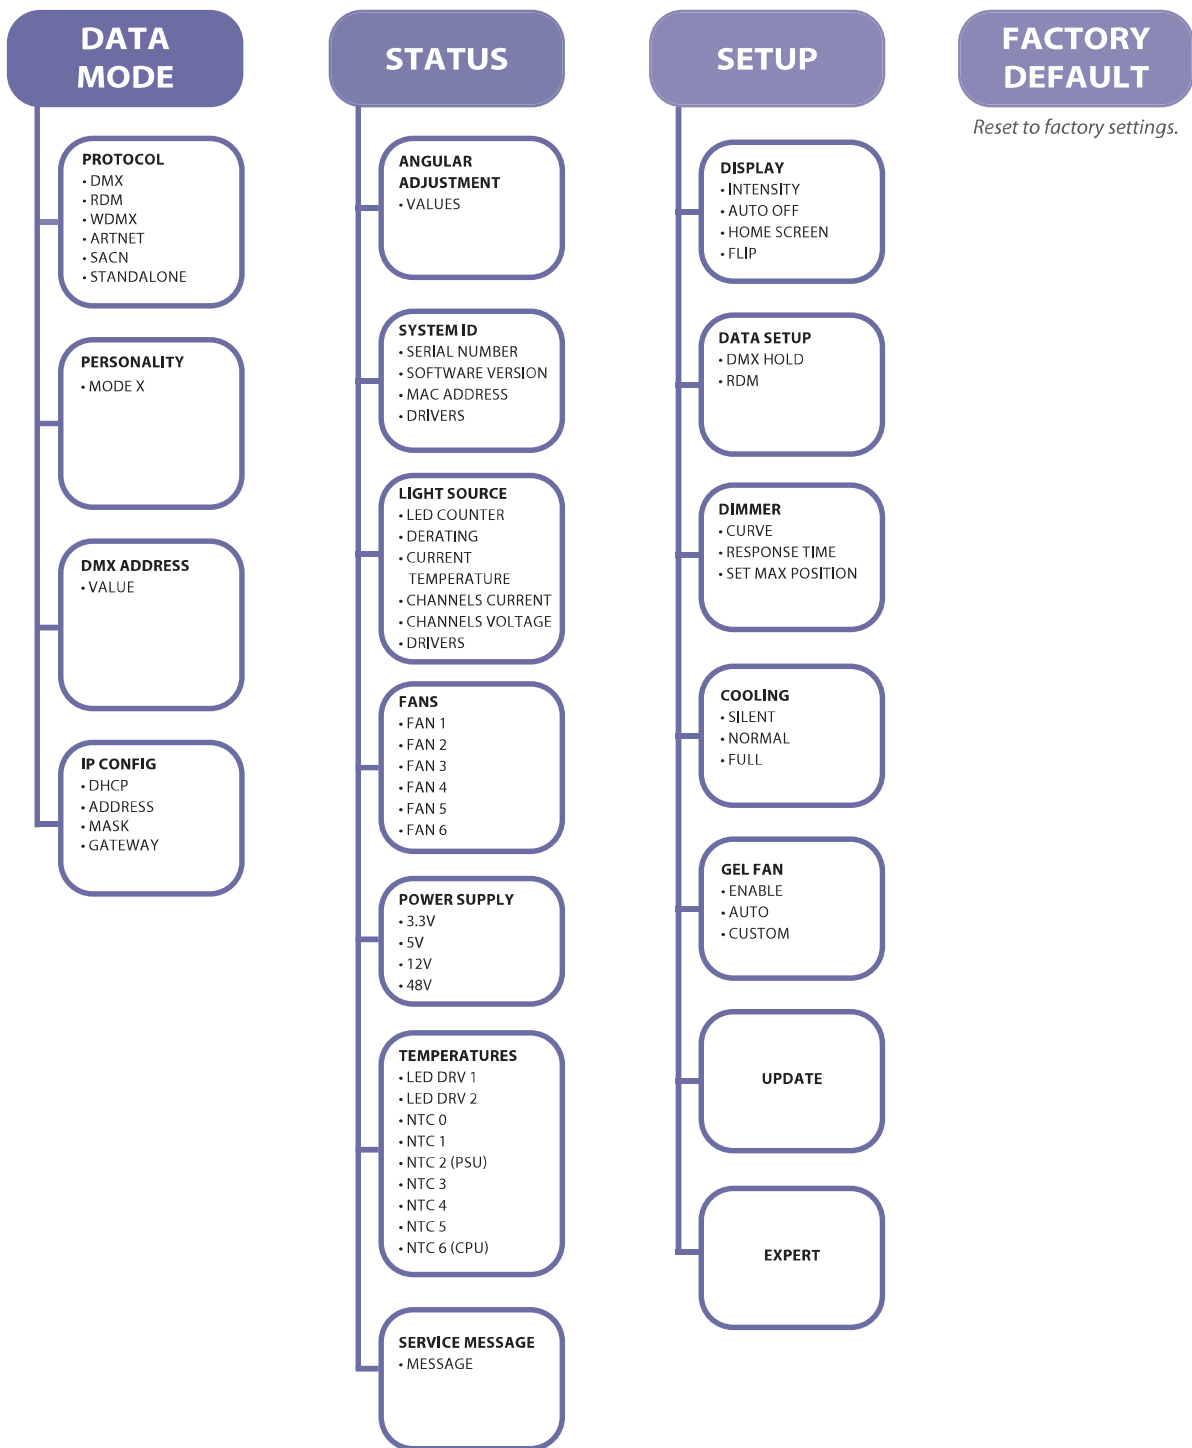 DATA
MODE
PROTOCOL
• DMX
• RDM
• WDMX
• ARTNET
• SACN
• STANDALONE
PERSONALITY
• MODE X
DMX ADDRESS
• VALUE
IP CONFIG
• DHCP
• ADDRESS
• MASK
• GATEWAY
STATUS
ANGULAR
ADJUSTMENT
• VALUES
SYSTEM ID
• SERIAL NUMBER
• SOFTWARE VERSION
• MAC ADDRESS
• DRIVERS
LIGHT SOURCE
• LED COUNTER
• DERATING
• CURRENT
TEMPERATURE
• CHANNELS CURRENT
• CHANNELS VOLTAGE
• DRIVERS
FANS
• FAN 1
• FAN 2
• FAN 3
• FAN 4
• FAN 5
• FAN 6
POWER SUPPLY
• 3.3V
• 5V
• 12V
• 48V
TEMPERATURES
• LED DRV 1
• LED DRV 2
• NTC 0
• NTC 1
• NTC 2 (PSU)
• NTC 3
• NTC 4
• NTC 5
• NTC 6 (CPU)
SERVICE MESSAGE
• MESSAGE
SETUP
DISPLAY
• INTENSITY
• AUTO OFF
• HOME SCREEN
• FLIP
DATA SETUP
• DMX HOLD
• RDM
DIMMER
• CURVE
• RESPONSE TIME
• SET MAX POSITION
COOLING
• SILENT
• NORMAL
• FULL
GEL FAN
• ENABLE
• AUTO
• CUSTOM
UPDATE
EXPERT
FACTORY
DEFAULT
Reset to factory settings.